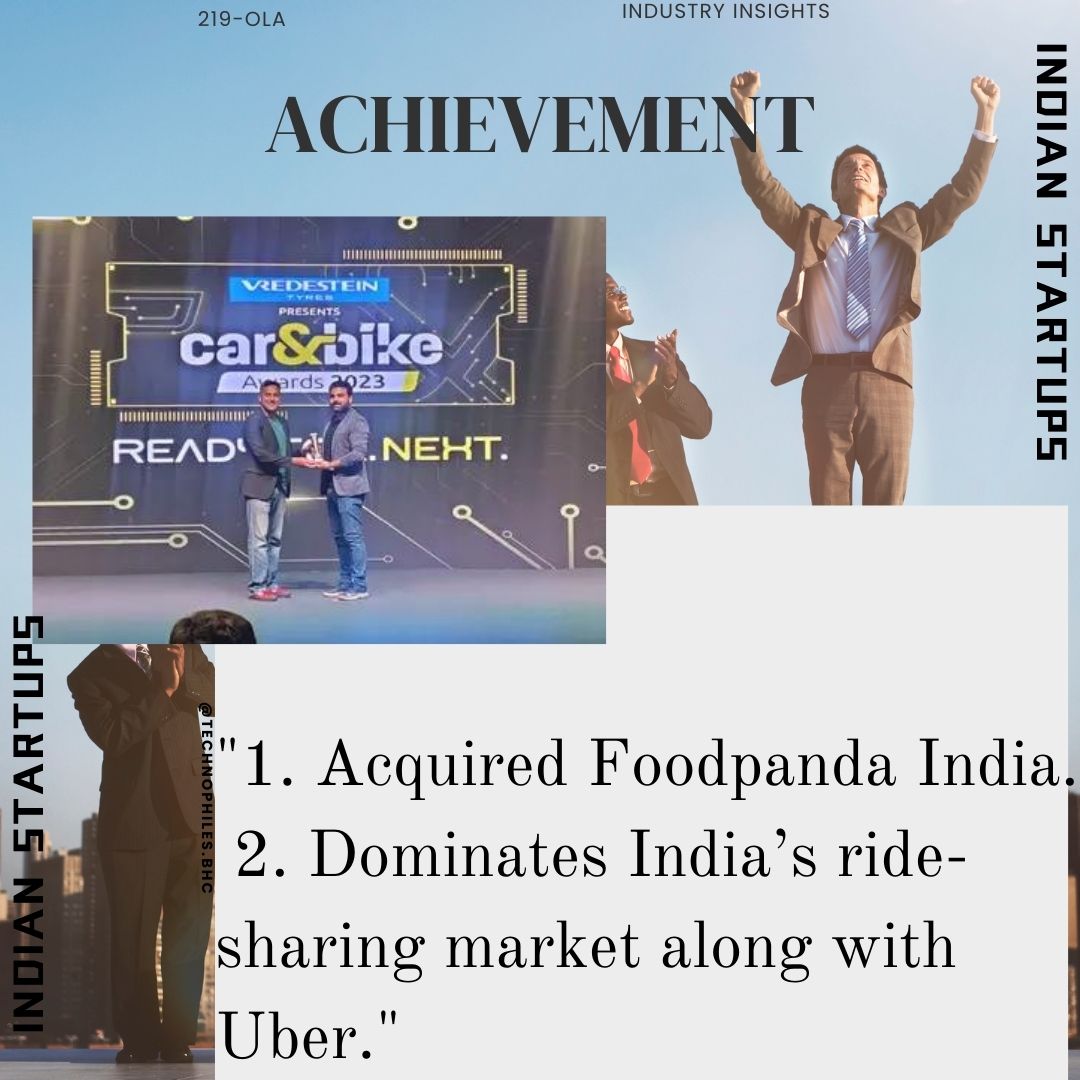 219-OLA
INDUSTRY INSIGHTS
ACHIEVEMENT
INDIAN STARTUPS
VREDESTEIN
TYRES
PRESENTS
car&bike
Awards 2023
READY
.NEXT.
INDIAN STARTUPS
@TECHNOPHILES.BHC
"1. Acquired Foodpanda India.
2. Dominates India’s ride-
sharing market along with
Uber."